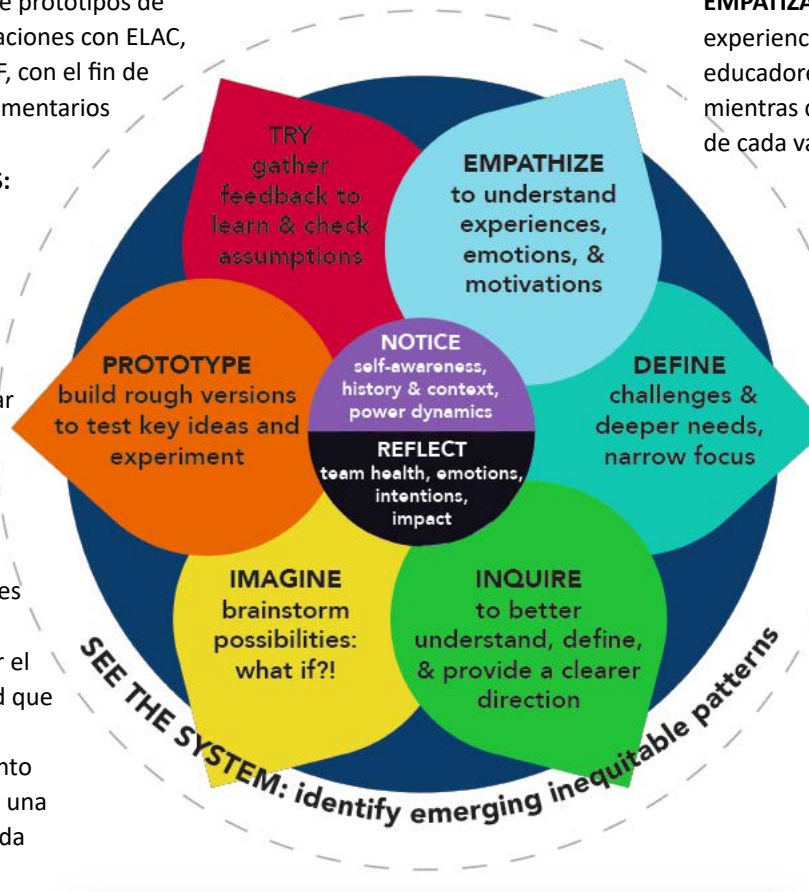 de prototipos de
aciones con ELAC,
F, con el fin de
mentarios
S:
ar
es
r el
d que
nto
una
da
EMPATIZA
experienc
educadore
mientras
de cada va
TRY
gather
feedback to
learn & check
assumptions
EMPATHIZE
to understand
experiences,
emotions, &
motivations
PROTOTYPE
build rough versions
to test key ideas and
experiment
NOTICE
self-awareness,
history & context,
power dynamics
REFLECT
team health, emotions,
intentions,
impact
DEFINE
challenges &
deeper needs,
narrow focus
IMAGINE
brainstorm
possibilities:
what if?!
INQUIRE
to better
understand, define,
& provide a clearer
direction
SEE THE SYSTEM: identify emerging inequitable patterns